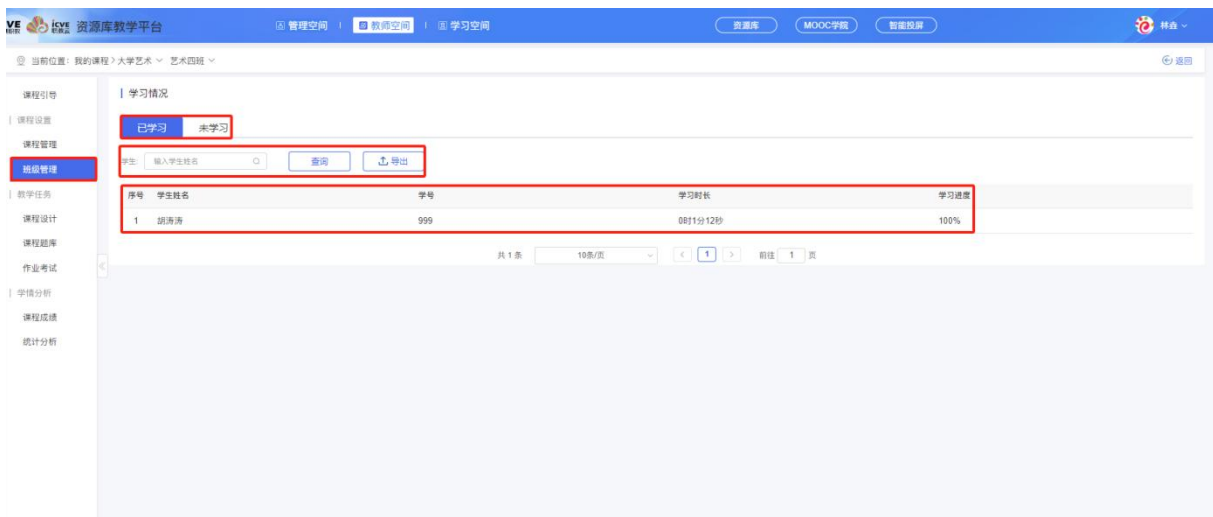 icve 资源库教学平台 管理空间 教师空间 学习空间 资源库 MOOC学院 智能投屏 林垚
当前位置：我的课程 > 大学艺术 艺术四班 返回
课程引导
课程设置
课程管理
班级管理
教学任务
课程设计
课程题库
作业考试
学情分析
课程成绩
统计分析
学习情况
已学习 未学习
学生: 输入学生姓名 查询 导出
序号 学生姓名 学号 学习时长 学习进度
1 胡涛涛 999 0时1分12秒 100%
共 1 条 10条/页 < 1 > 前往 1 页